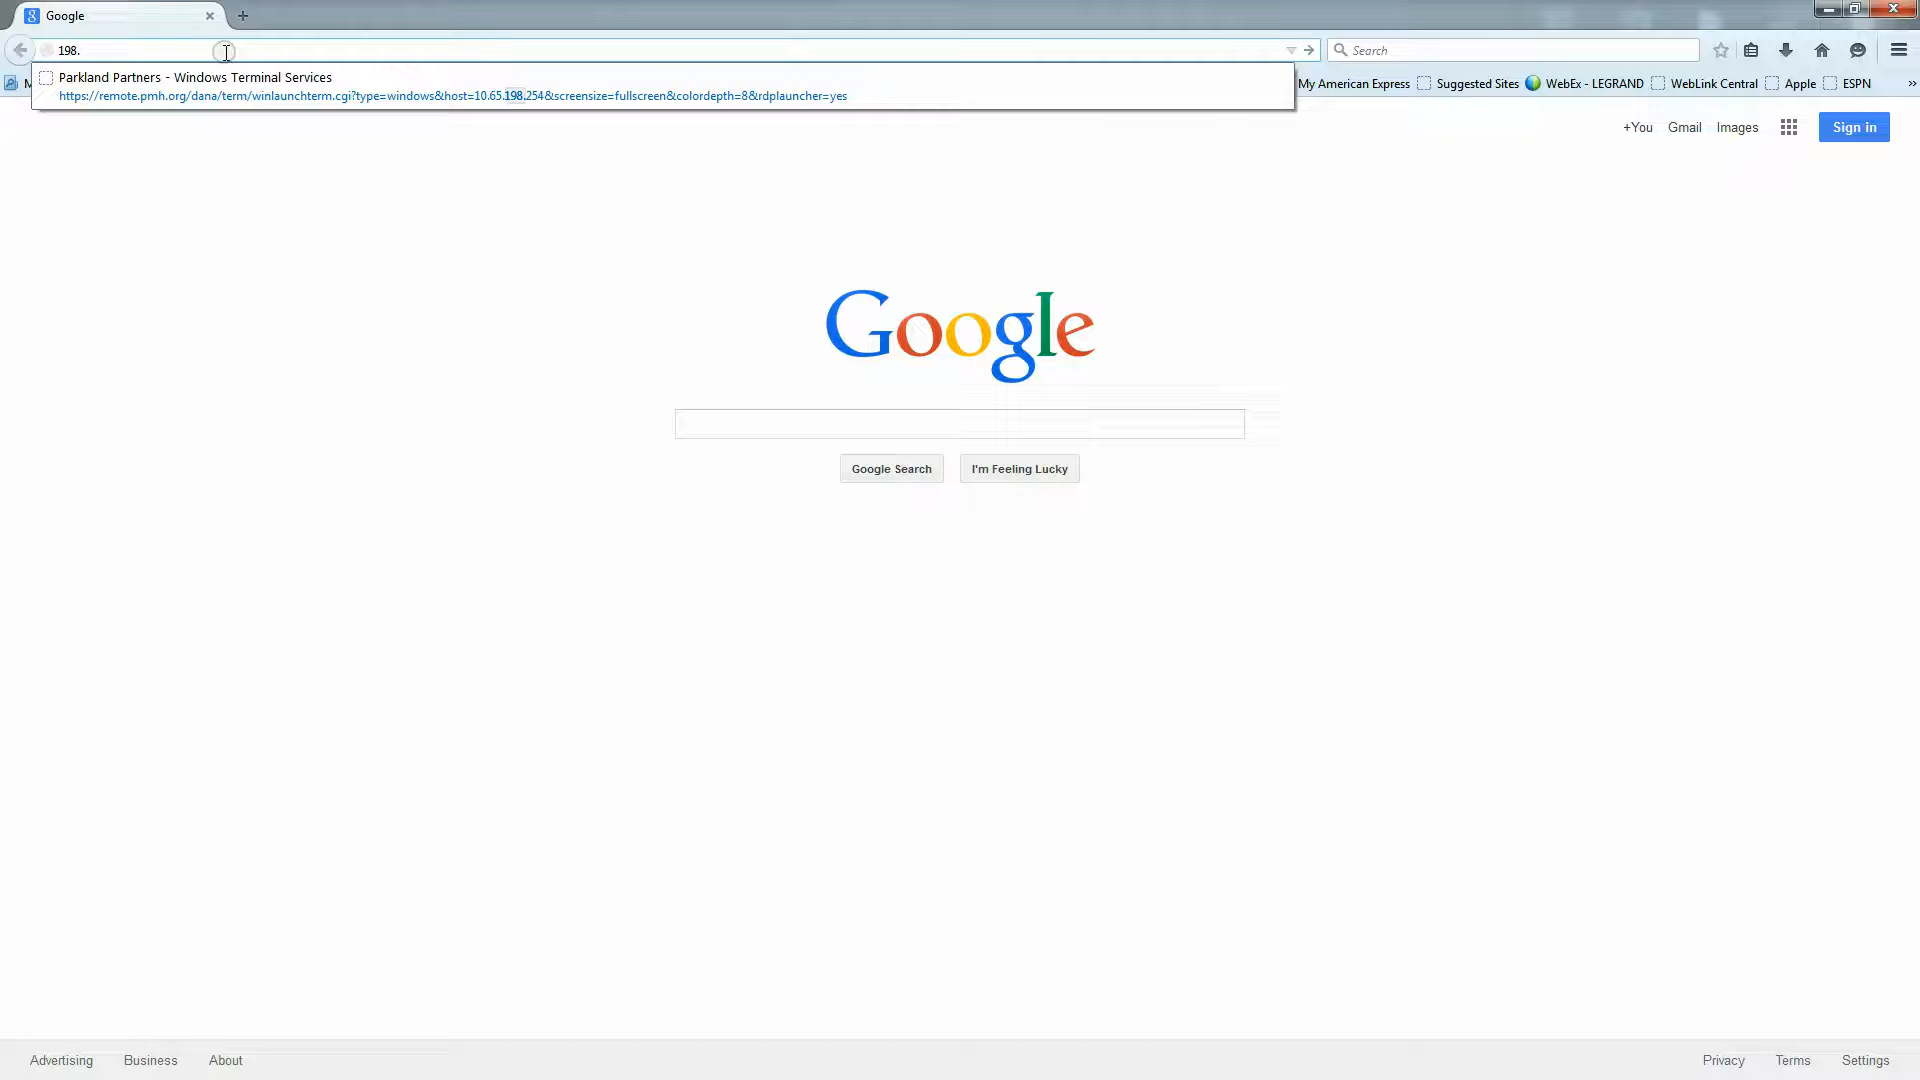 Google
198.
Search
Parkland Partners - Windows Terminal Services
https://remote.pmh.org/dana/term/winlaunchterm.cgi?type=windows&host=10.65.198.254&screensize=fullscreen&colordepth=8&rdplauncher=yes
My American Express Suggested Sites WebEx - LEGRAND WebLink Central Apple ESPN
+You Gmail Images Sign in
Google
Google Search I'm Feeling Lucky
Advertising Business About Privacy Terms Settings